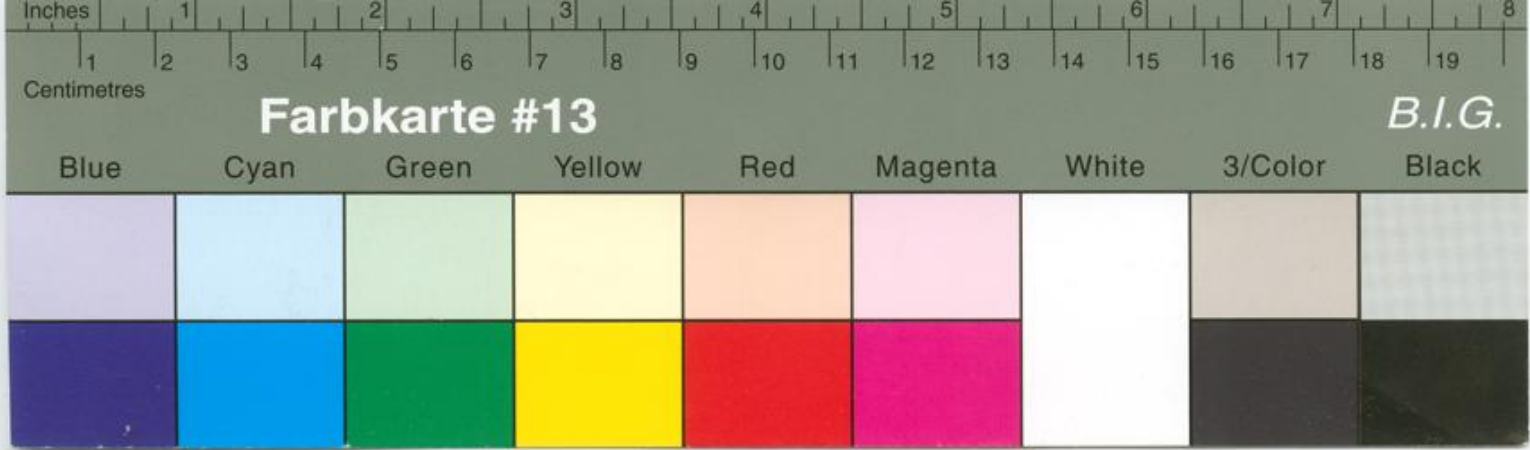 Inches 1 2 3 4 5 6 7 8
1 2 3 4 5 6 7 8 9 10 11 12 13 14 15 16 17 18 19
Centimetres
Farbkarte #13 B.I.G.
Blue Cyan Green Yellow Red Magenta White 3/Color Black